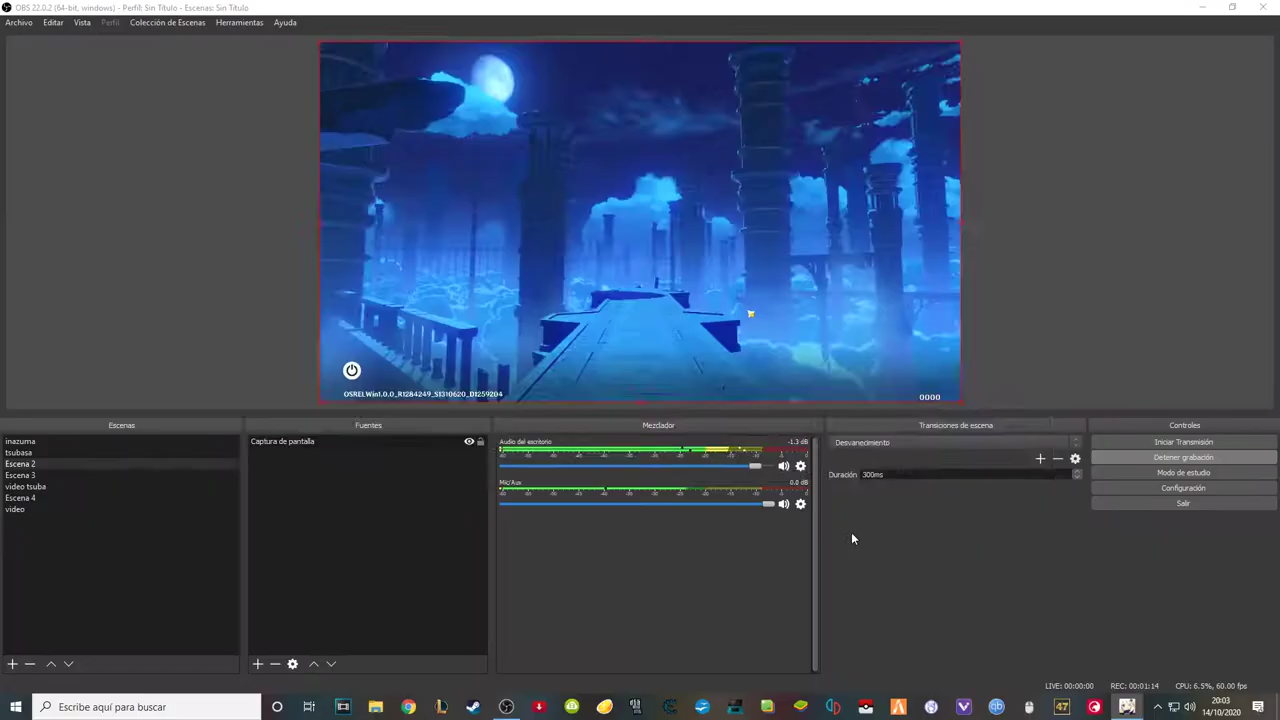 OBS 22.0.2 (64-bit, windows) - Perfil: Sin Título - Escenas: Sin Título
Archivo Editar Vista Perfil Colección de Escenas Herramientas Ayuda
OSRELWin1.0.0_R1284249_S1310620_D1259204
0000
Escenas
Fuentes
Mezclador
Transiciones de escena
Controles
inazuma
tsubasa
Escena 2
Escena 3
video tsuba
Escena 4
video
Captura de pantalla
Audio del escritorio -1.3 dB
Mic/Aux 0.0 dB
Desvanecimiento
Duración 300ms
Iniciar Transmisión
Detener grabación
Modo de estudio
Configuración
Salir
LIVE: 00:00:00 REC: 00:01:14 CPU: 6.5%, 60.00 fps
Escribe aquí para buscar
47
20:03
14/10/2020